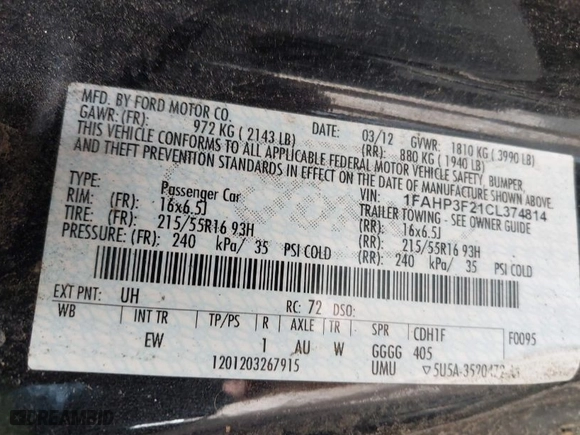 MFD. BY FORD MOTOR CO.
DATE: 03/12 GVWR: 1810 KG ( 3990 LB)
GAWR: (FR): 972 KG ( 2143 LB) (RR): 880 KG ( 1940 LB)
THIS VEHICLE CONFORMS TO ALL APPLICABLE FEDERAL MOTOR VEHICLE SAFETY, BUMPER,
AND THEFT PREVENTION STANDARDS IN EFFECT ON THE DATE OF MANUFACTURE SHOWN ABOVE.
VIN: 1FAHP3F21CL374814
TYPE: Passenger Car TRAILER TOWING - SEE OWNER GUIDE
RIM: (FR) 16x6.5J (RR): 16x6.5J
TIRE: (FR): 215/55R16 93H (RR): 215/55R16 93H
PRESSURE: (FR): 240 kPa/ 35 PSI COLD (RR): 240 kPa/ 35 PSI COLD
EXT PNT: UH RC: 72 DSO:
WB INT TR TP/PS R AXLE TR SPR CDH1F F0095
EW 1 AU W GGGG 405
1201203267915 UMU
CREAMBID